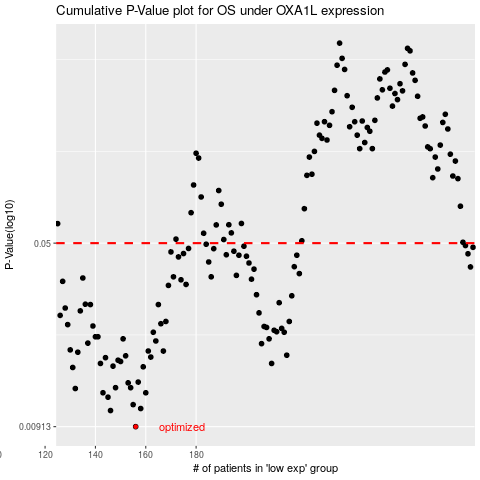 Cumulative P-Value plot for OS under OXA1L expression
P-Value(log10)
0.05
0.00913
optimized
0 120 140 160 180
# of patients in 'low exp' group